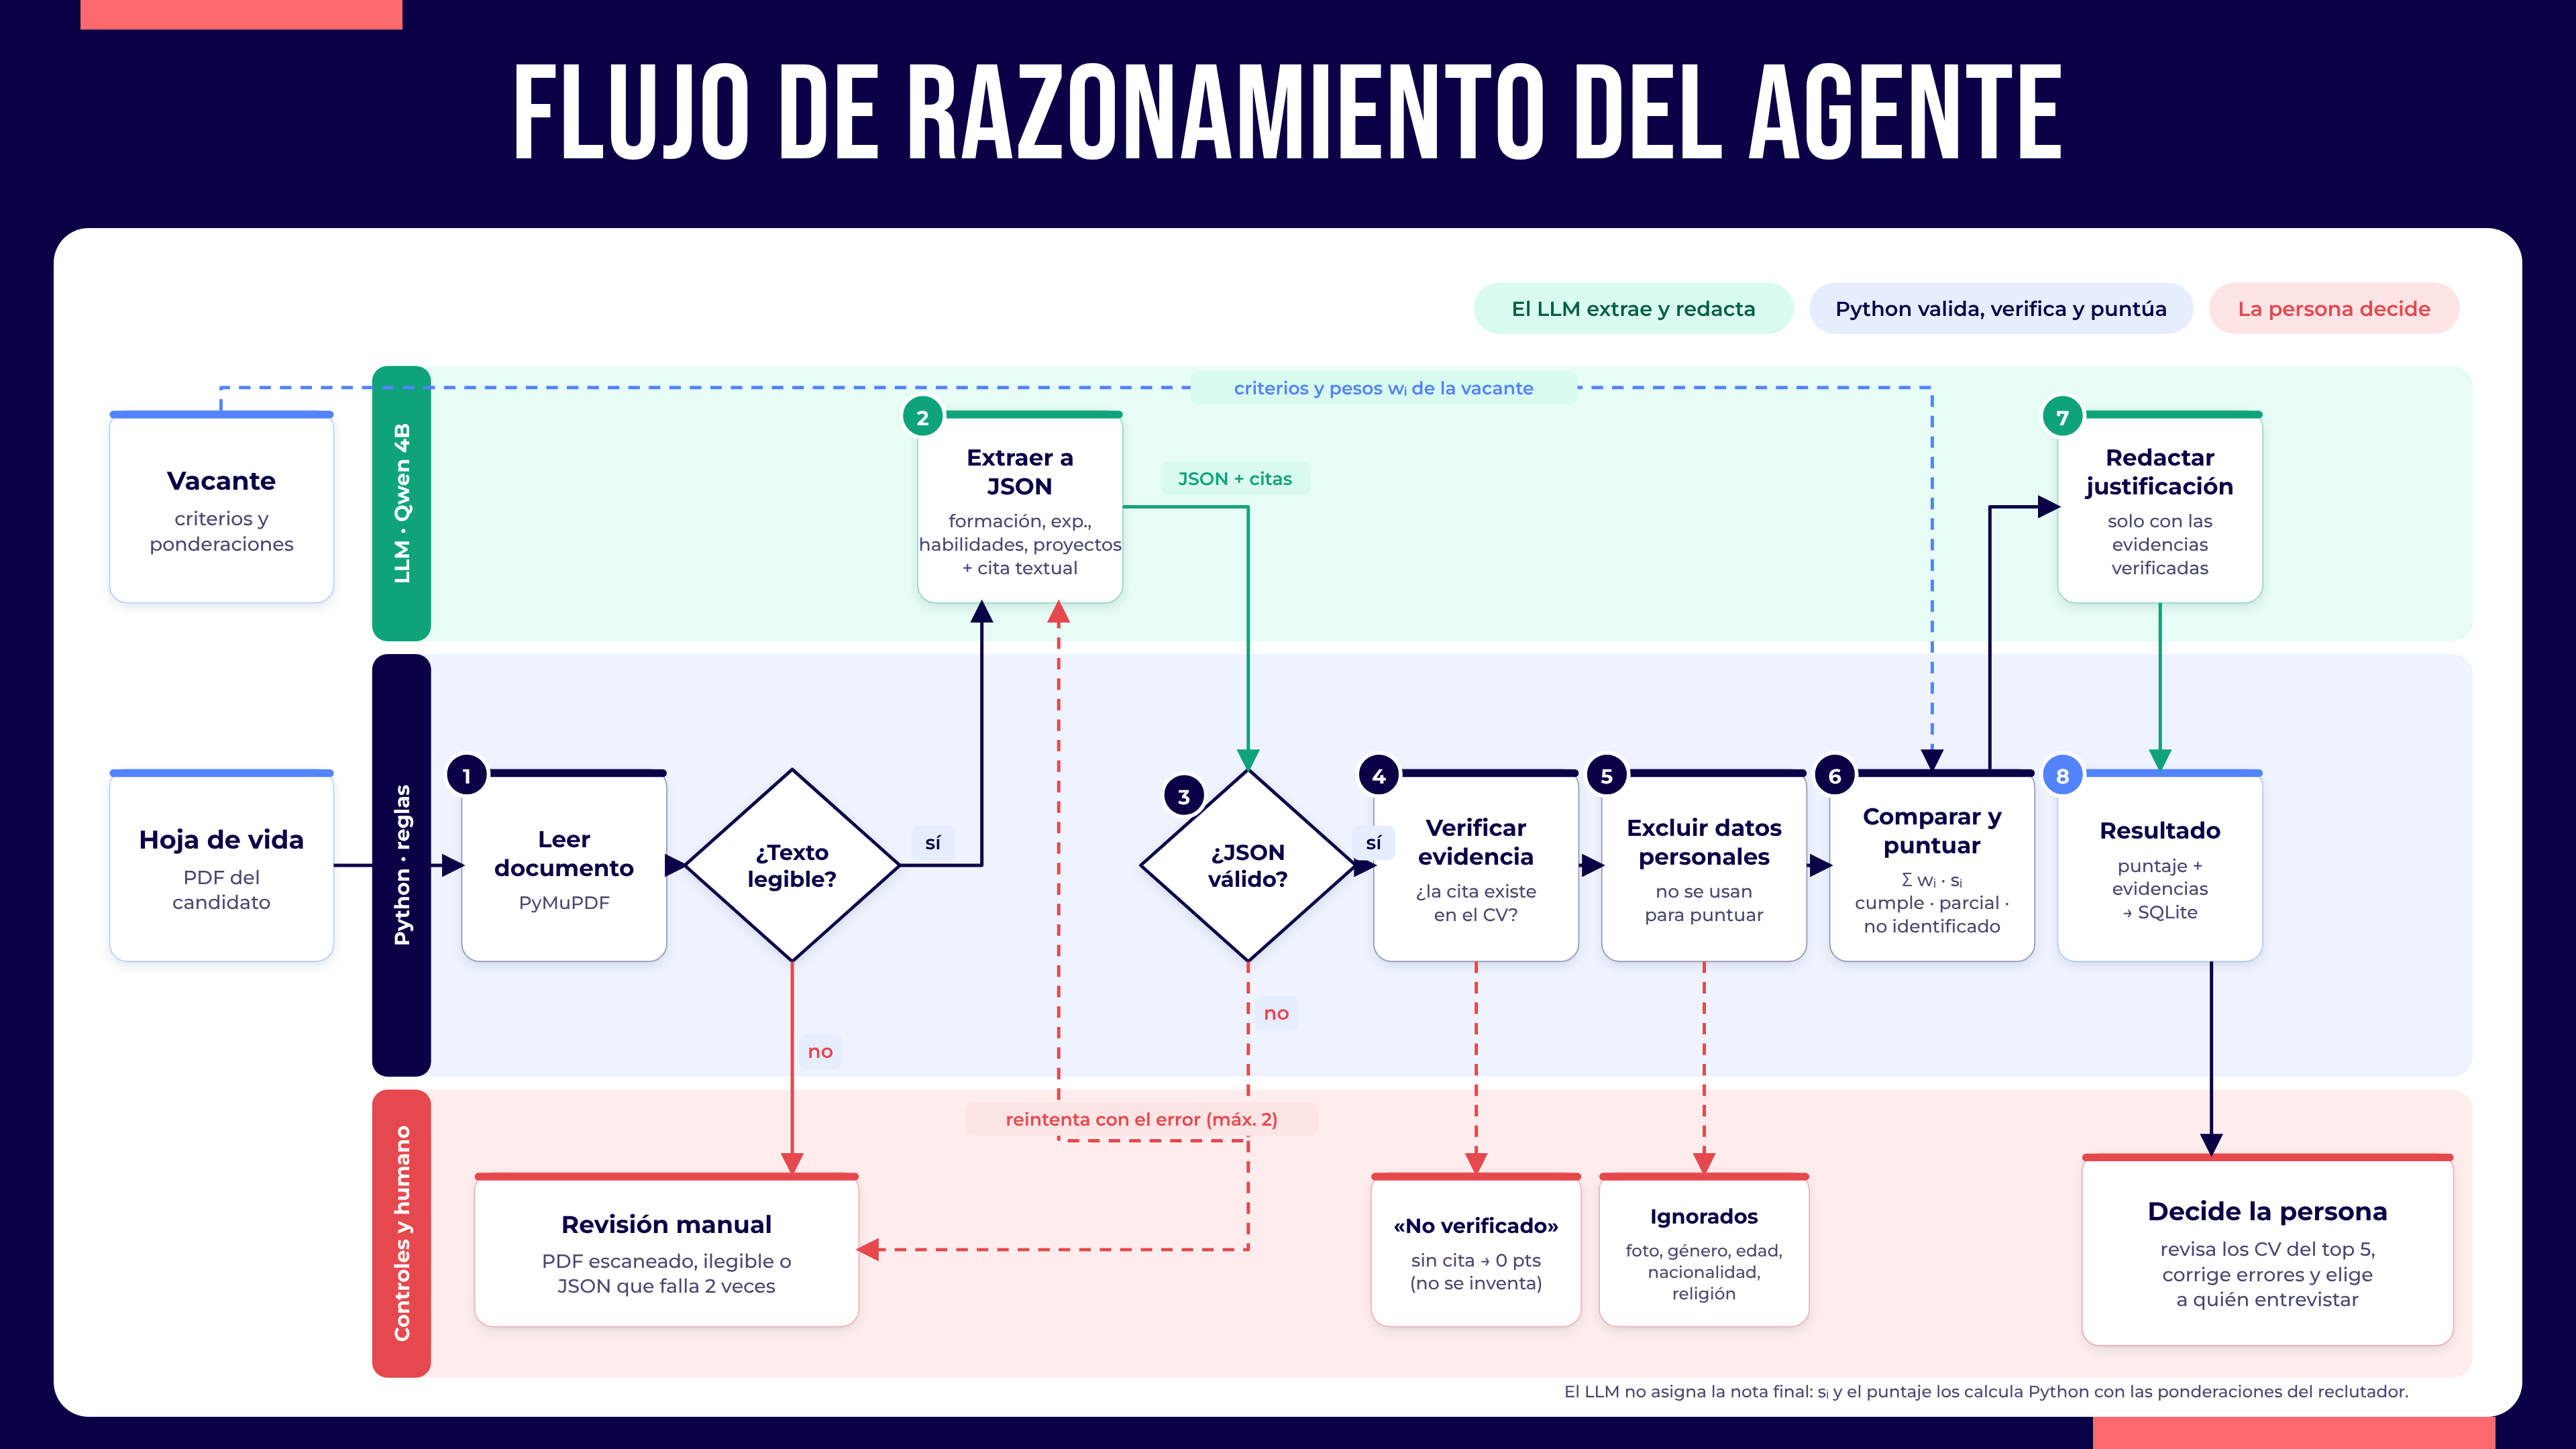 FLUJO DE RAZONAMIENTO DEL AGENTE
El LLM extrae y redacta
Python valida, verifica y puntúa
La persona decide
criterios y pesos wᵢ de la vacante
LLM · Qwen 4B
Vacante
criterios y
ponderaciones
2
Extraer a
JSON
formación, exp.,
habilidades, proyectos
+ cita textual
JSON + citas
7
Redactar
justificación
solo con las
evidencias
verificadas
Python · reglas
Hoja de vida
PDF del
candidato
1
Leer
documento
PyMuPDF
¿Texto
legible?
sí
no
3
¿JSON
válido?
sí
no
4
Verificar
evidencia
¿la cita existe
en el CV?
5
Excluir datos
personales
no se usan
para puntuar
6
Comparar y
puntuar
Σ wᵢ · sᵢ
cumple · parcial ·
no identificado
8
Resultado
puntaje +
evidencias
→ SQLite
Controles y humano
reintenta con el error (máx. 2)
Revisión manual
PDF escaneado, ilegible o
JSON que falla 2 veces
«No verificado»
sin cita → 0 pts
(no se inventa)
Ignorados
foto, género, edad,
nacionalidad,
religión
Decide la persona
revisa los CV del top 5,
corrige errores y elige
a quién entrevistar
El LLM no asigna la nota final: sᵢ y el puntaje los calcula Python con las ponderaciones del reclutador.